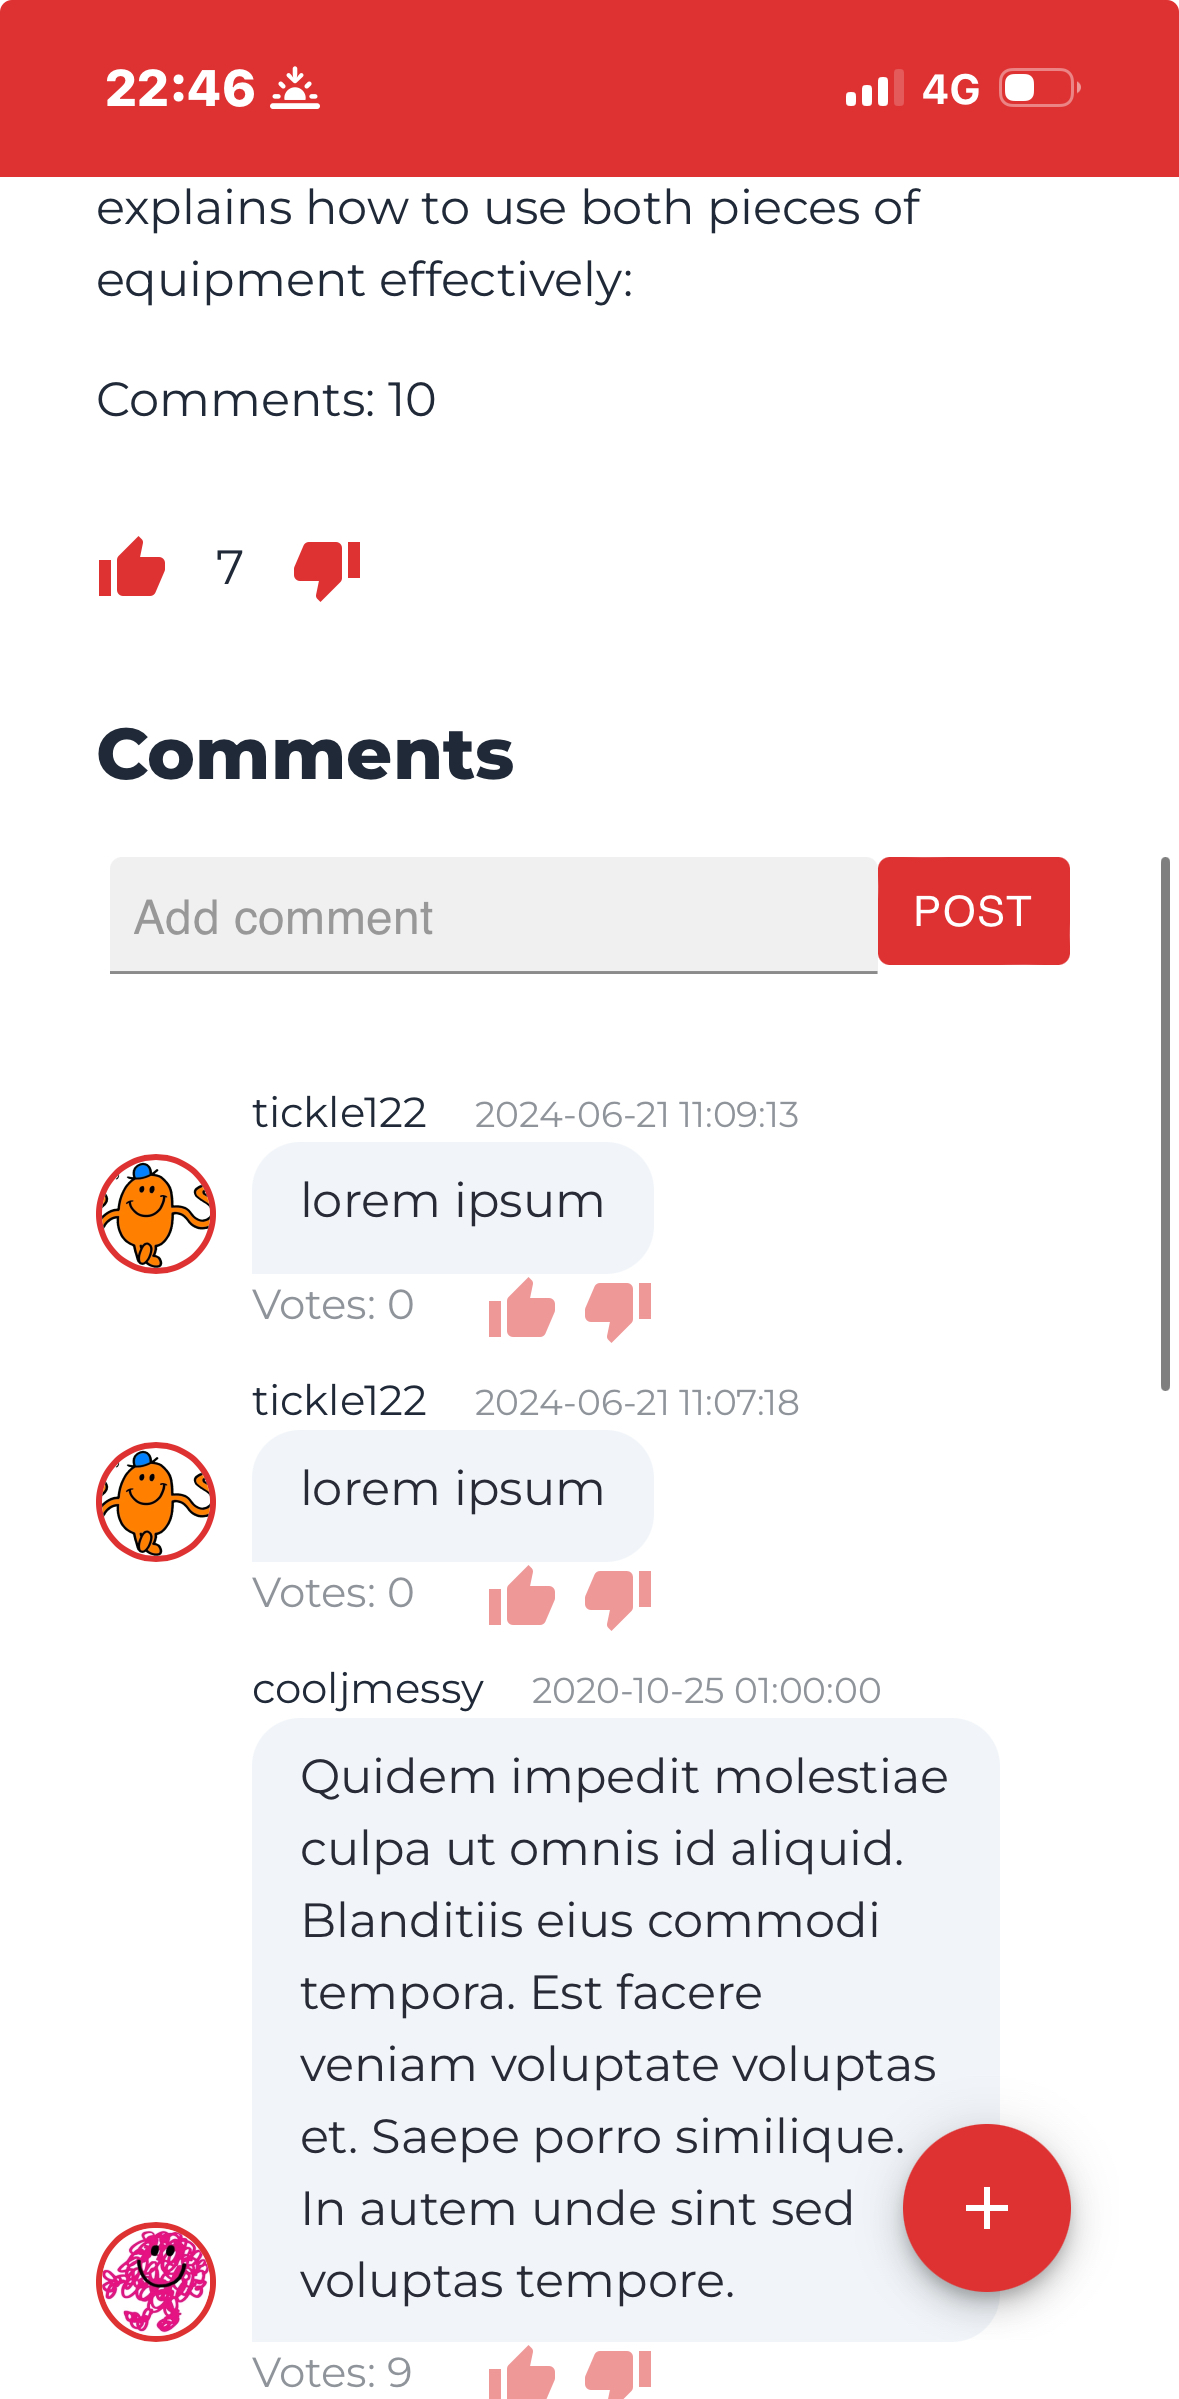 22:46
4G
explains how to use both pieces of
equipment effectively:
Comments: 10
7
Comments
Add comment
POST
tickle122 2024-06-21 11:09:13
lorem ipsum
Votes: 0
tickle122 2024-06-21 11:07:18
lorem ipsum
Votes: 0
cooljmessy 2020-10-25 01:00:00
Quidem impedit molestiae
culpa ut omnis id aliquid.
Blanditiis eius commodi
tempora. Est facere
veniam voluptate voluptas
et. Saepe porro similique.
In autem unde sint sed
voluptas tempore.
+
Votes: 9